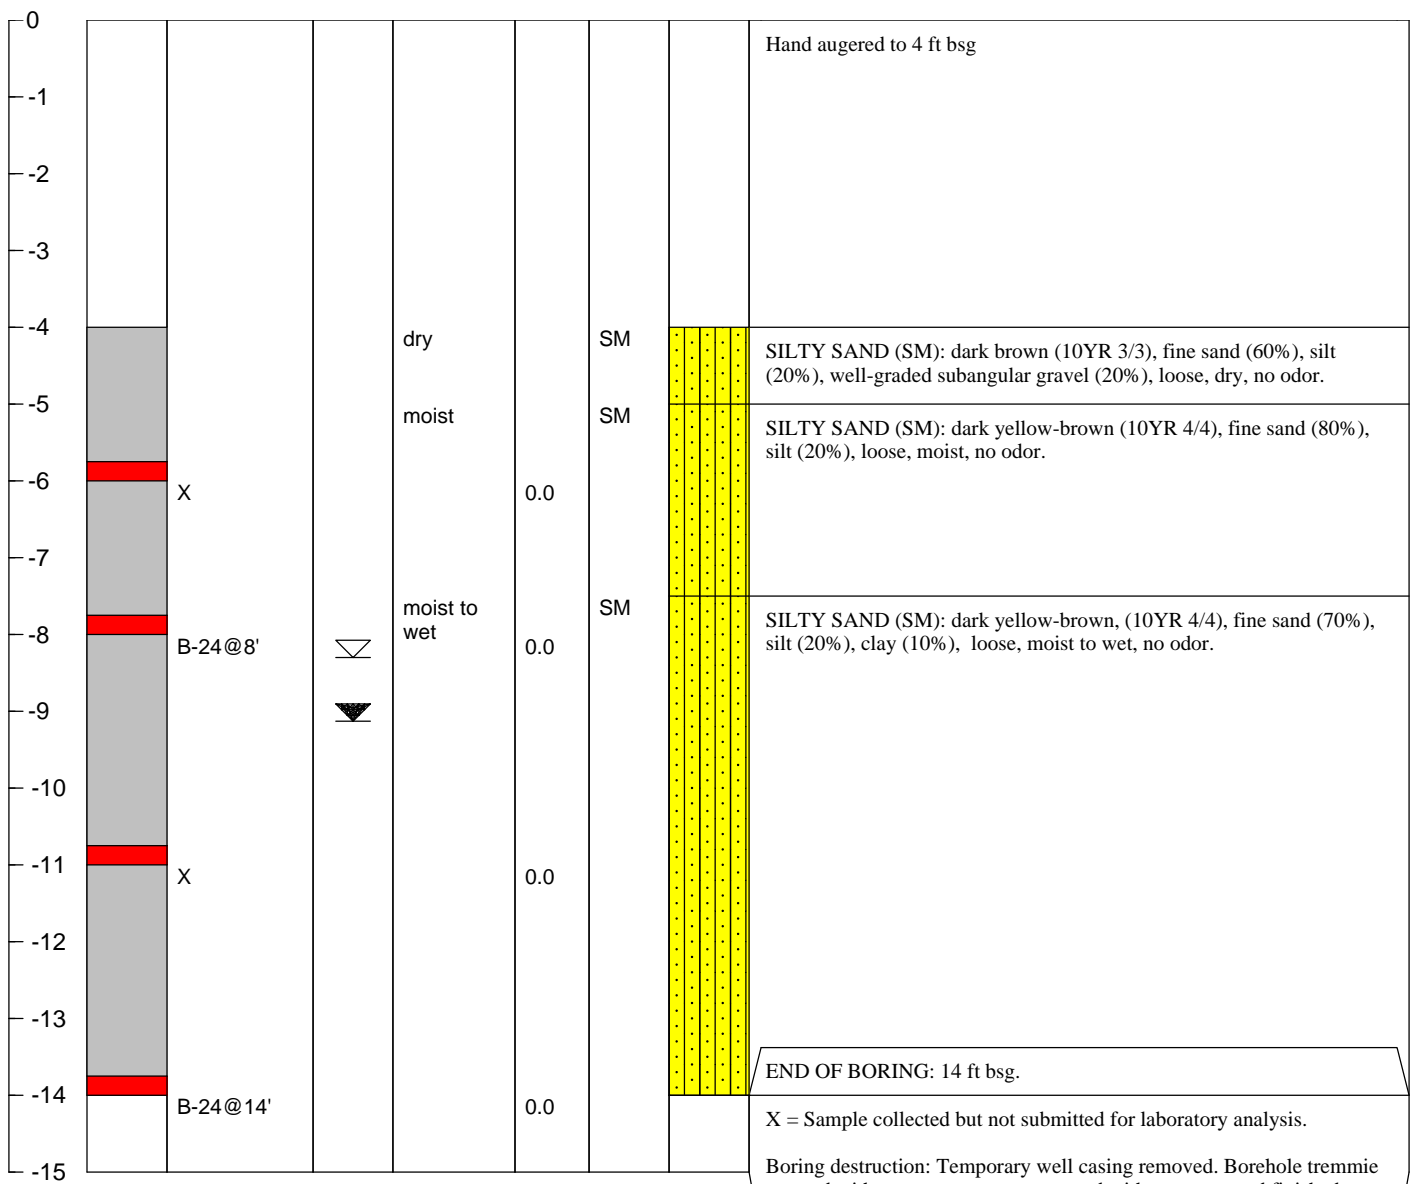 0
Hand augered to 4 ft bsg
-1
-2
-3
-4
dry
SM
SILTY SAND (SM): dark brown (10YR 3/3), fine sand (60%), silt
(20%), well-graded subangular gravel (20%), loose, dry, no odor.
-5
moist
SM
SILTY SAND (SM): dark yellow-brown (10YR 4/4), fine sand (80%),
silt (20%), loose, moist, no odor.
-6
X
0.0
-7
moist to
wet
SM
SILTY SAND (SM): dark yellow-brown, (10YR 4/4), fine sand (70%),
silt (20%), clay (10%), loose, moist to wet, no odor.
-8
B-24@8'
0.0
-9
-10
-11
X
0.0
-12
-13
END OF BORING: 14 ft bsg.
-14
B-24@14'
0.0
X = Sample collected but not submitted for laboratory analysis.
Boring destruction: Temporary well casing removed. Borehole tremmie
-15